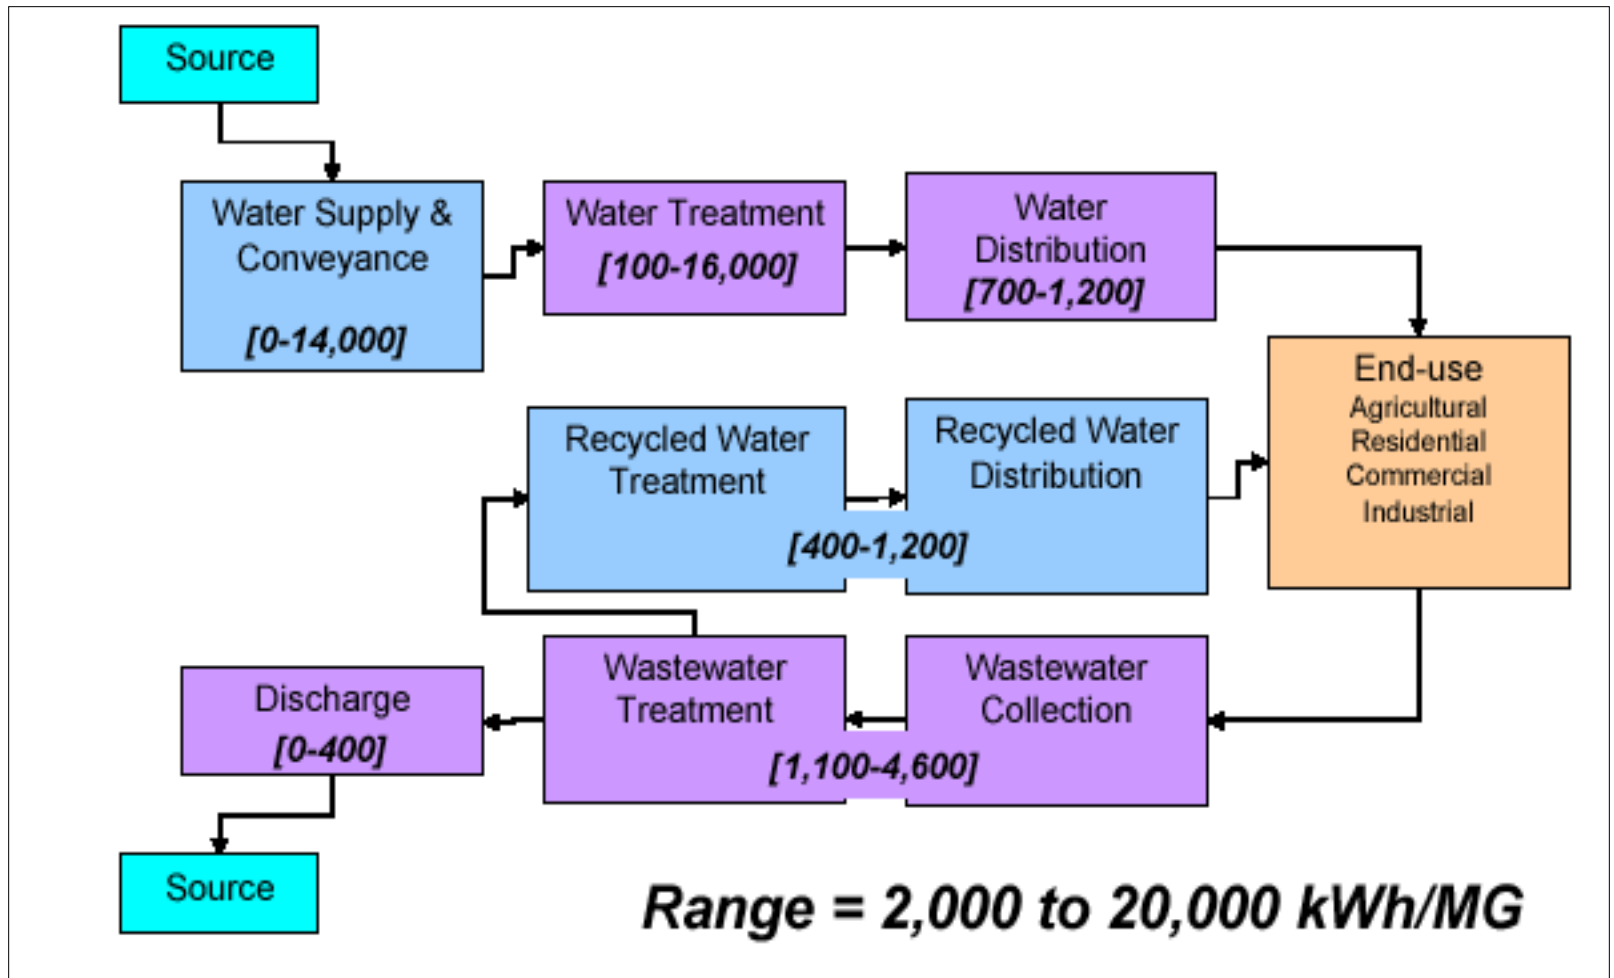 Source
Water Supply &
Conveyance
[0-14,000]
Water Treatment
[100-16,000]
Water
Distribution
[700-1,200]
End-use
Agricultural
Residential
Commercial
Industrial
Recycled Water
Treatment
Recycled Water
Distribution
[400-1,200]
Wastewater
Treatment
Wastewater
Collection
[1,100-4,600]
Discharge
[0-400]
Source
Range = 2,000 to 20,000 kWh/MG